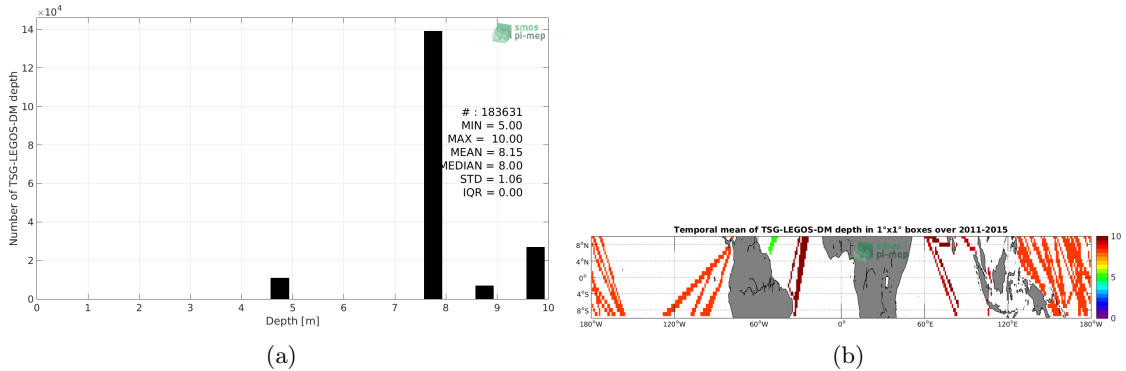 ×10⁴
14
12
10
8
6
4
2
0
Number of TSG-LEGOS-DM depth
smos
pi-mep
# : 183631
MIN = 5.00
MAX = 10.00
MEAN = 8.15
MEDIAN = 8.00
STD = 1.06
IQR = 0.00
0 1 2 3 4 5 6 7 8 9 10
Depth [m]
(a)
Temporal mean of TSG-LEGOS-DM depth in 1°x1° boxes over 2011-2015
smos
pi-mep
8°N
4°N
0°
4°S
8°S
180°W 120°W 60°W 0° 60°E 120°E 180°W
10
5
0
(b)